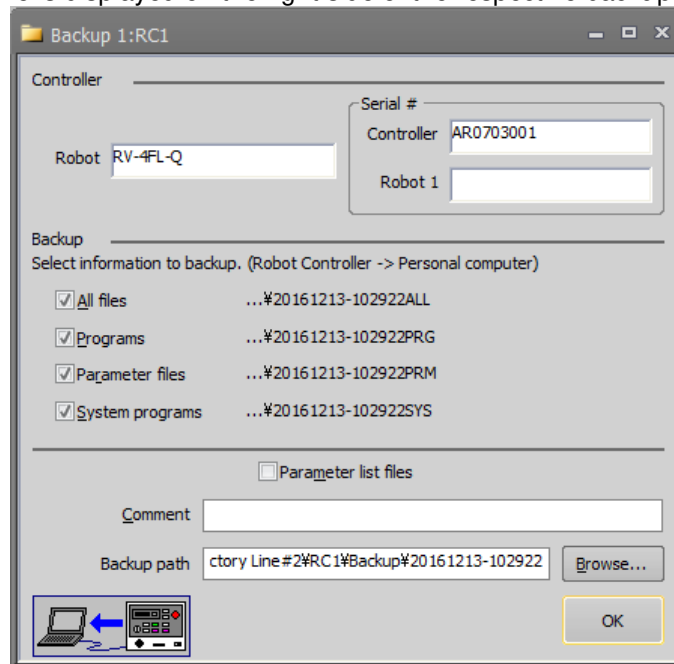 Backup 1:RC1
Controller
Serial #
Controller AR0703001
Robot RV-4FL-Q
Robot 1
Backup
Select information to backup. (Robot Controller -> Personal computer)
All files ...¥20161213-102922ALL
Programs ...¥20161213-102922PRG
Parameter files ...¥20161213-102922PRM
System programs ...¥20161213-102922SYS
Parameter list files
Comment
Backup path ctory Line#2¥RC1¥Backup¥20161213-102922 Browse...
OK